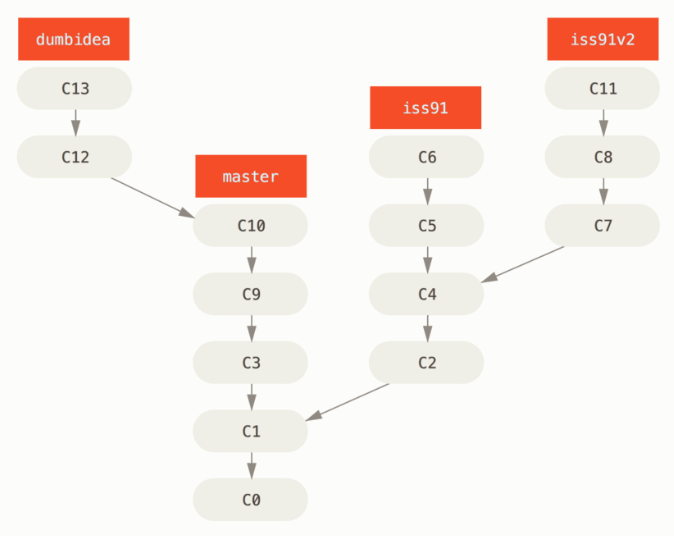 dumbidea
iss91v2
C13
C11
iss91
C12
C6
C8
master
C10
C5
C7
C9
C4
C3
C2
C1
C0